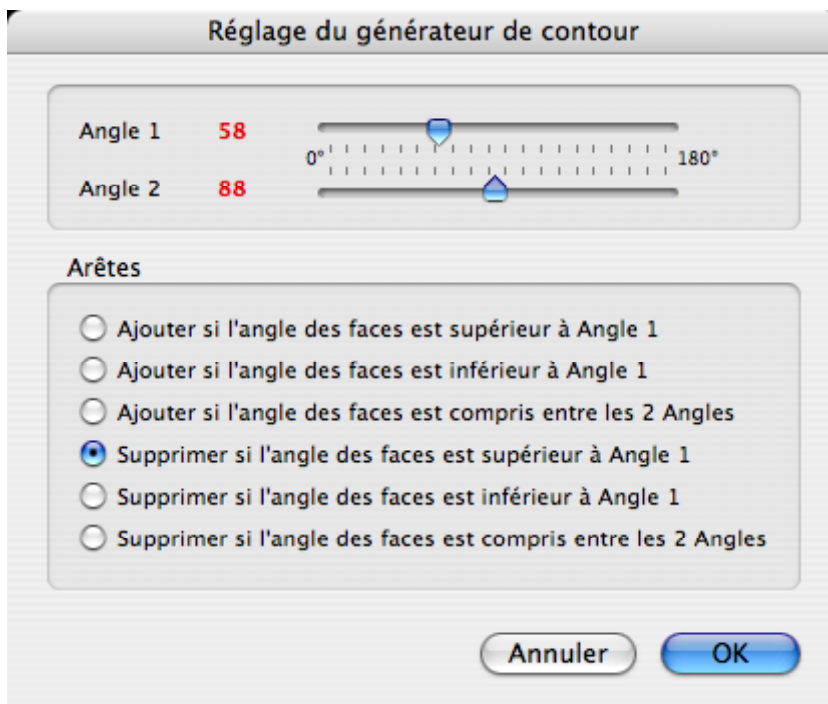 Réglage du générateur de contour
Angle 1 58
0° 180°
Angle 2 88
Arêtes
Ajouter si l'angle des faces est supérieur à Angle 1
Ajouter si l'angle des faces est inférieur à Angle 1
Ajouter si l'angle des faces est compris entre les 2 Angles
Supprimer si l'angle des faces est supérieur à Angle 1
Supprimer si l'angle des faces est inférieur à Angle 1
Supprimer si l'angle des faces est compris entre les 2 Angles
Annuler OK